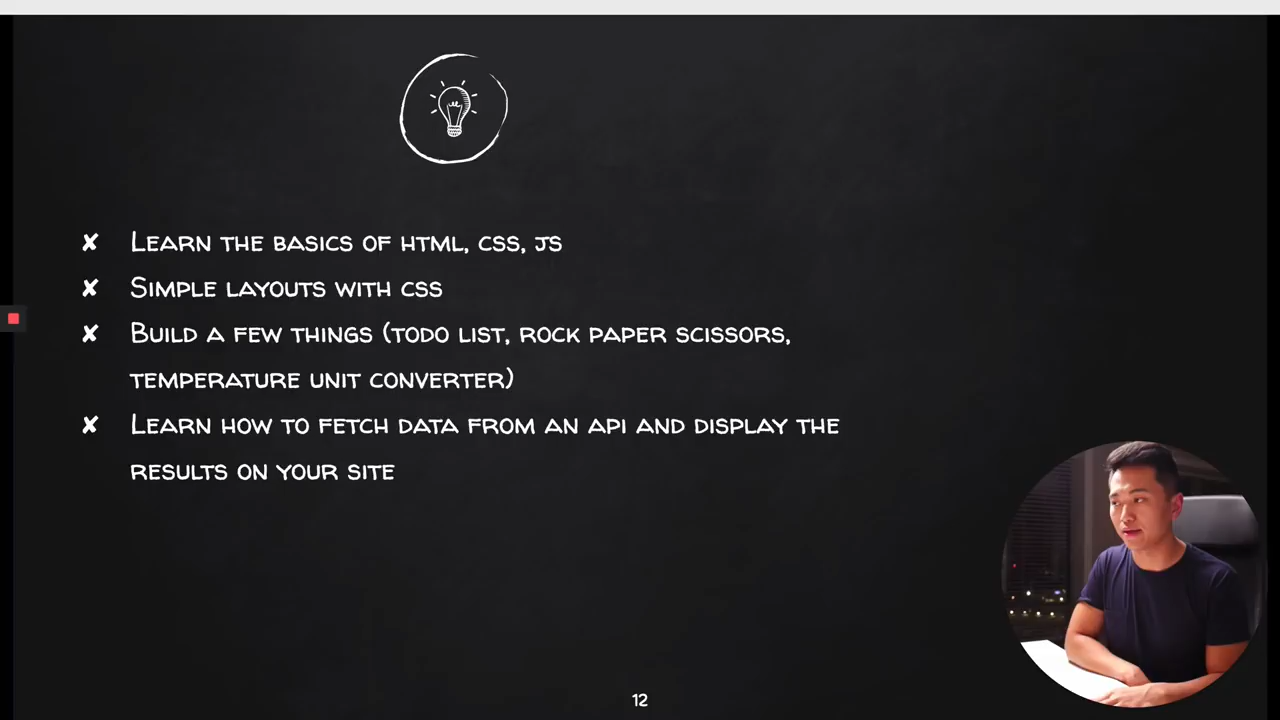 ✘ Learn the basics of html, css, js
✘ Simple layouts with css
✘ Build a few things (todo list, rock paper scissors,
temperature unit converter)
✘ Learn how to fetch data from an api and display the
results on your site
12